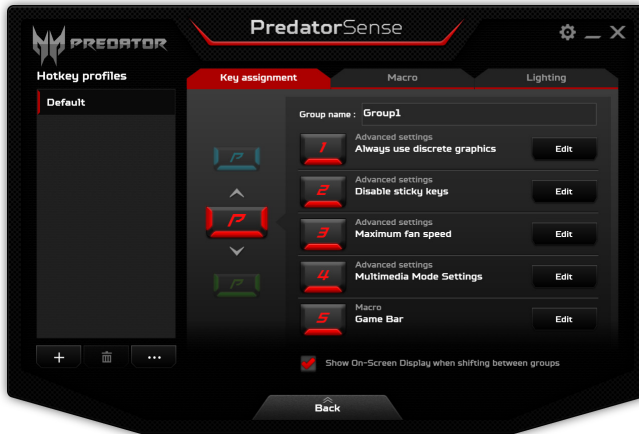 PREDATOR
PredatorSense
Hotkey profiles
Default
Key assignment
Macro
Lighting
Group name : Group1
P
P
P
1
Advanced settings
Always use discrete graphics
Edit
2
Advanced settings
Disable sticky keys
Edit
3
Advanced settings
Maximum fan speed
Edit
4
Advanced settings
Multimedia Mode Settings
Edit
5
Macro
Game Bar
Edit
Show On-Screen Display when shifting between groups
Back